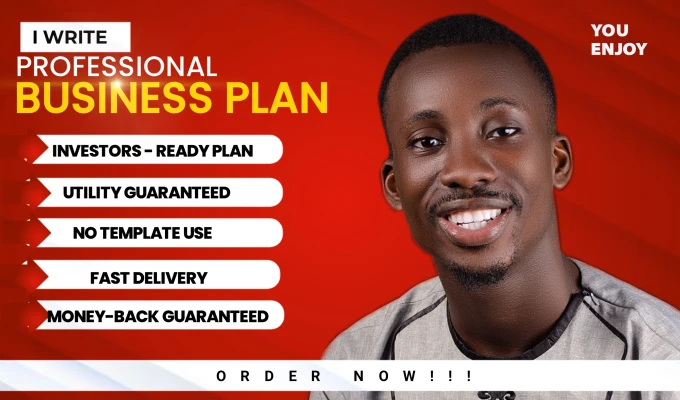 I WRITE
PROFESSIONAL
BUSINESS PLAN
INVESTORS - READY PLAN
UTILITY GUARANTEED
NO TEMPLATE USE
FAST DELIVERY
MONEY-BACK GUARANTEED
YOU
ENJOY
ORDER NOW!!!